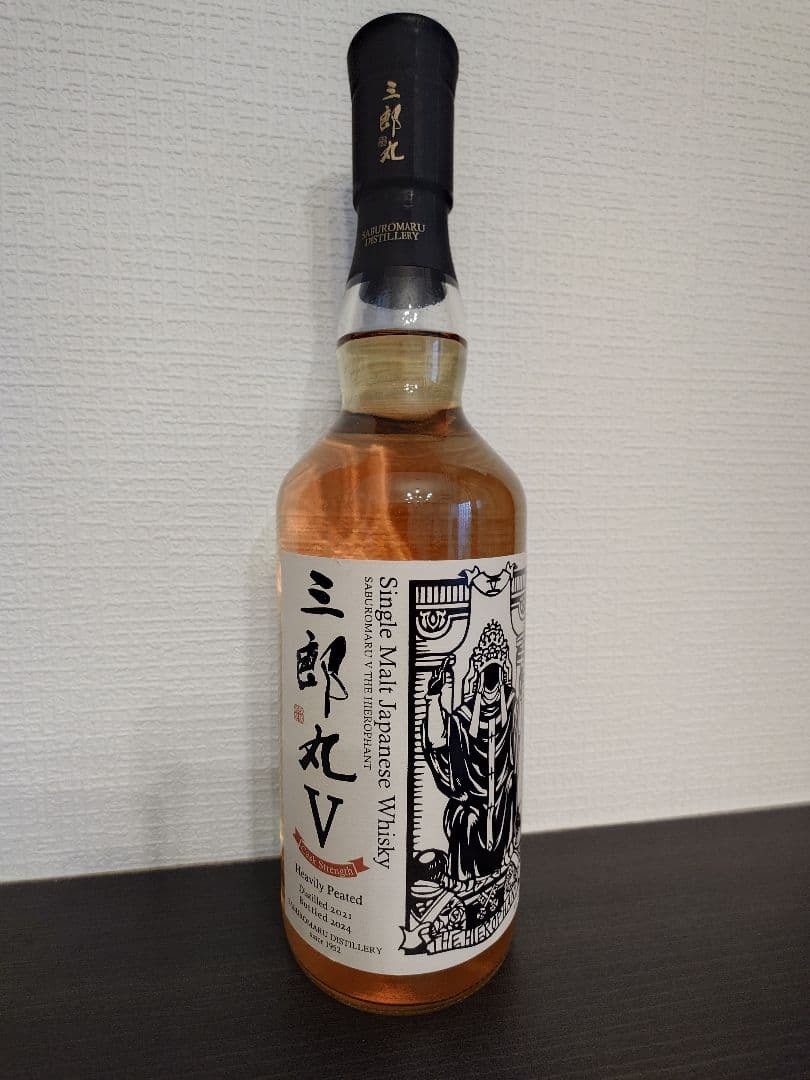 三郎丸
SABUROMARU
DISTILLERY
三郎丸V
Single Malt Japanese Whisky
SABUROMARU V THE HIEROPHANT
Cask Strength
Heavily Peated
Distilled 2021
Bottled 2024
SABUROMARU DISTILLERY
Since 1952
V
THE HIEROPHANT